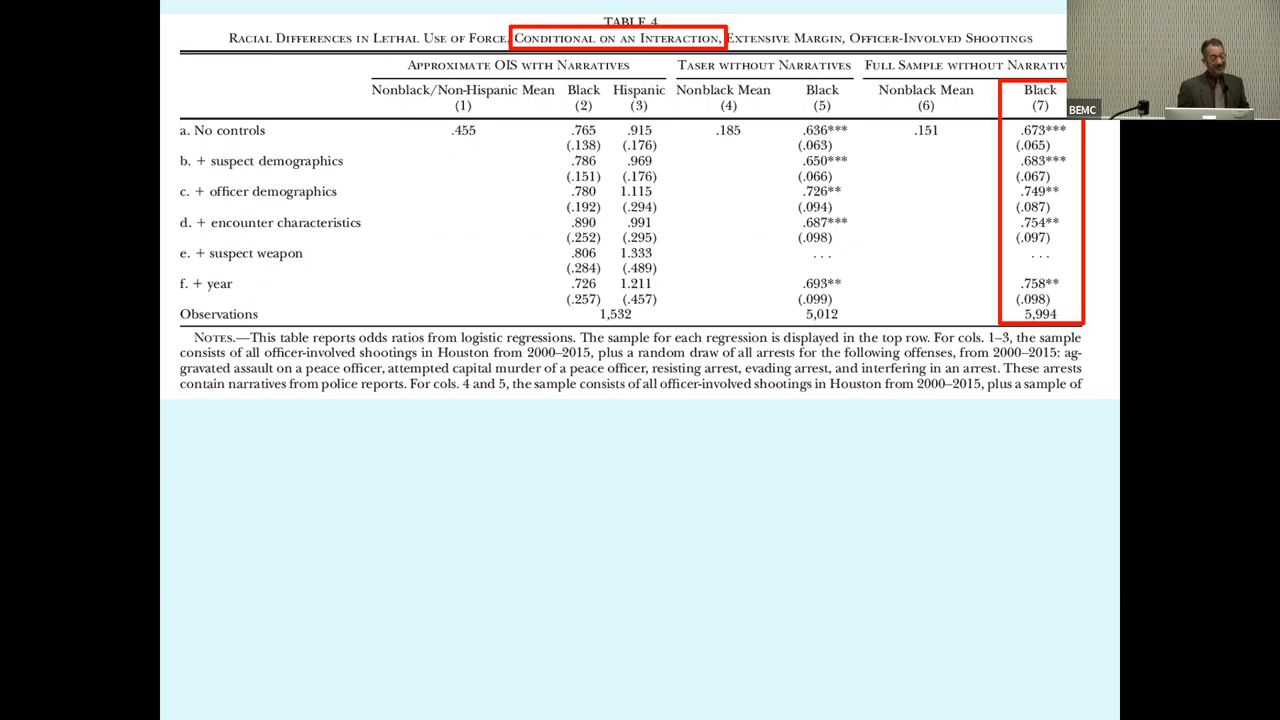 TABLE 4
RACIAL DIFFERENCES IN LETHAL USE OF FORCE, CONDITIONAL ON AN INTERACTION, EXTENSIVE MARGIN, OFFICER-INVOLVED SHOOTINGS
APPROXIMATE OIS WITH NARRATIVES TASER WITHOUT NARRATIVES FULL SAMPLE WITHOUT NARRATIV
Nonblack/Non-Hispanic Mean Black Hispanic Nonblack Mean Black Nonblack Mean Black
(1) (2) (3) (4) (5) (6) (7)
a. No controls .455 .765 .915 .185 .636*** .151 .673***
(.138) (.176) (.063) (.065)
b. + suspect demographics .786 .969 .650*** .683***
(.151) (.176) (.066) (.067)
c. + officer demographics .780 1.115 .726** .749**
(.192) (.294) (.094) (.087)
d. + encounter characteristics .890 .991 .687*** .754**
(.252) (.295) (.098) (.097)
e. + suspect weapon .806 1.333 . . . . . .
(.284) (.489)
f. + year .726 1.211 .693** .758**
(.257) (.457) (.099) (.098)
Observations 1,532 5,012 5,994
NOTES.—This table reports odds ratios from logistic regressions. The sample for each regression is displayed in the top row. For cols. 1–3, the sample
consists of all officer-involved shootings in Houston from 2000–2015, plus a random draw of all arrests for the following offenses, from 2000–2015: ag-
gravated assault on a peace officer, attempted capital murder of a peace officer, resisting arrest, evading arrest, and interfering in an arrest. These arrests
contain narratives from police reports. For cols. 4 and 5, the sample consists of all officer-involved shootings in Houston from 2000–2015, plus a sample of
BEMC